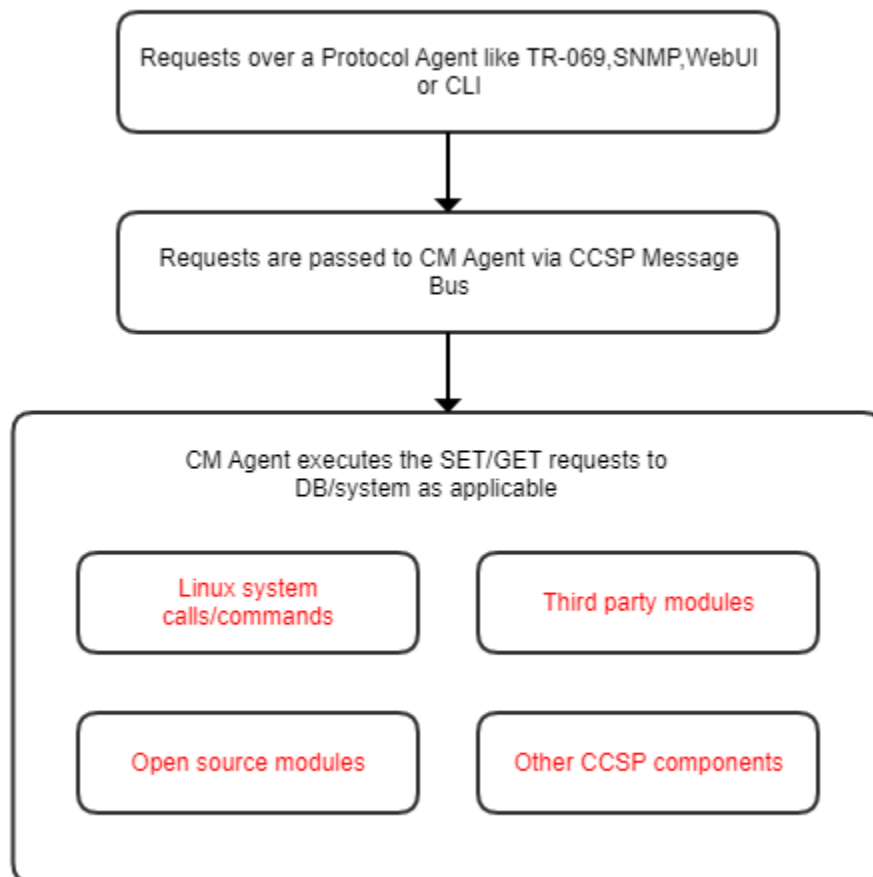 Requests over a Protocol Agent like TR-069,SNMP,WebUI
or CLI
Requests are passed to CM Agent via CCSP Message
Bus
CM Agent executes the SET/GET requests to
DB/system as applicable
Linux system
calls/commands
Third party modules
Open source modules
Other CCSP components